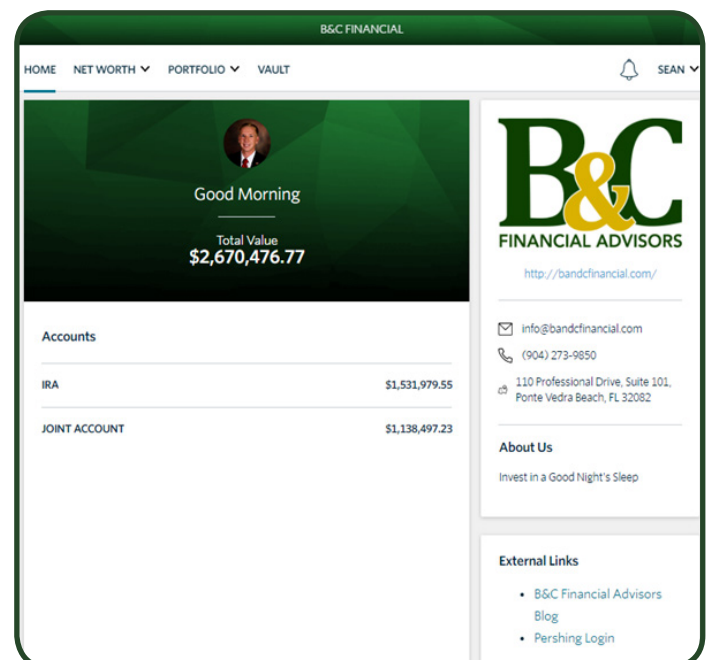 B&C FINANCIAL
HOME NET WORTH PORTFOLIO VAULT SEAN
Good Morning
Total Value
$2,670,476.77
Accounts
IRA $1,531,979.55
JOINT ACCOUNT $1,138,497.23
B&C
FINANCIAL ADVISORS
http://bandcfinancial.com/
info@bandcfinancial.com
(904) 273-9850
110 Professional Drive, Suite 101,
Ponte Vedra Beach, FL 32082
About Us
Invest in a Good Night's Sleep
External Links
• B&C Financial Advisors
Blog
• Pershing Login